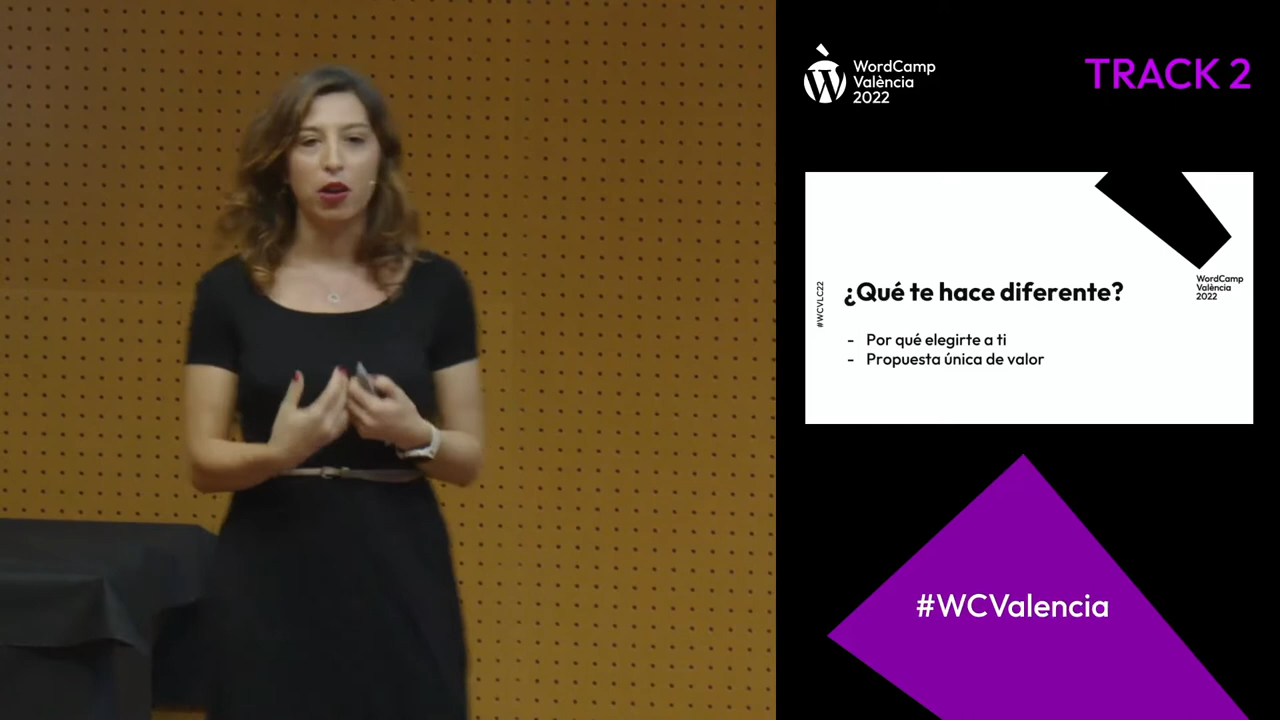 WordCamp
València
2022
TRACK 2
#WCVLC22
¿Qué te hace diferente?
- Por qué elegirte a ti
- Propuesta única de valor
WordCamp
València
2022
#WCValencia